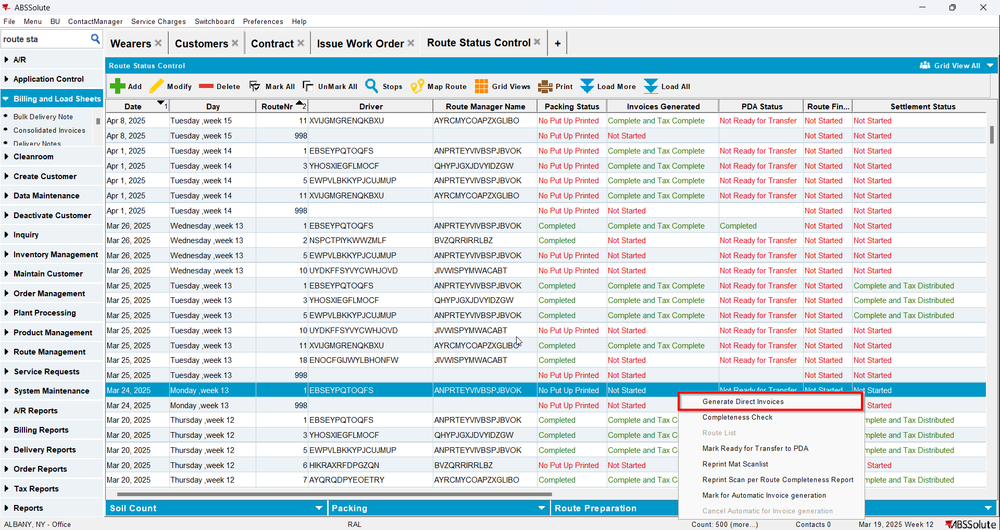 ABSSolute
File Menu BU ContactManager Service Charges Switchboard Preferences Help
route sta
Wearers Customers Contract Issue Work Order Route Status Control +
A/R
Application Control
Billing and Load Sheets
Bulk Delivery Note
Consolidated Invoices
Delivery Notes
Cleanroom
Create Customer
Data Maintenance
Deactivate Customer
Inquiry
Inventory Management
Maintain Customer
Order Management
Plant Processing
Product Management
Route Management
Service Requests
System Maintenance
A/R Reports
Billing Reports
Delivery Reports
Order Reports
Tax Reports
Reports
Route Status Control Grid View All
Add Modify Delete Mark All UnMark All Stops Map Route Grid Views Print Load More Load All
Date 1 Day RouteNr 2 Driver Route Manager Name Packing Status Invoices Generated PDA Status Route Fin... Settlement Status
Apr 8, 2025 Tuesday ,week 15 11 XVIJGMGRENQKBXU AYRCMYCOAPZXGLIBO No Put Up Printed Complete and Tax Complete Not Ready for Transfer Not Started Not Started
Apr 8, 2025 Tuesday ,week 15 998 No Put Up Printed Not Started Not Started Not Started
Apr 1, 2025 Tuesday ,week 14 1 EBSEYPQTOQFS ANPRTEYVIVBSPJBVOK No Put Up Printed Complete and Tax Complete Not Ready for Transfer Not Started Not Started
Apr 1, 2025 Tuesday ,week 14 3 YHOSXIEGFLMOCF QHYPJGXJDVYIDZGW No Put Up Printed Complete and Tax Complete Not Ready for Transfer Not Started Not Started
Apr 1, 2025 Tuesday ,week 14 5 EWPVLBKKYPJCUJMUP ANPRTEYVIVBSPJBVOK No Put Up Printed Complete and Tax Complete Not Ready for Transfer Not Started Not Started
Apr 1, 2025 Tuesday ,week 14 11 XVIJGMGRENQKBXU AYRCMYCOAPZXGLIBO No Put Up Printed Complete and Tax Complete Not Ready for Transfer Not Started Not Started
Apr 1, 2025 Tuesday ,week 14 998 No Put Up Printed Not Started Not Started Not Started
Mar 26, 2025 Wednesday ,week 13 1 EBSEYPQTOQFS ANPRTEYVIVBSPJBVOK Completed Complete and Tax Complete Completed Not Started Not Started
Mar 26, 2025 Wednesday ,week 13 2 NSPCTPIYKWWZMLF BVZQRRIRRLBZ Completed Not Started Not Ready for Transfer Not Started Not Started
Mar 26, 2025 Wednesday ,week 13 5 EWPVLBKKYPJCUJMUP ANPRTEYVIVBSPJBVOK No Put Up Printed Not Started Not Ready for Transfer Not Started Not Started
Mar 26, 2025 Wednesday ,week 13 10 UYDKFFSYVYCWHJOVD JIVWISPYMWACABT No Put Up Printed Not Started Not Ready for Transfer Not Started Not Started
Mar 25, 2025 Tuesday ,week 13 1 EBSEYPQTOQFS ANPRTEYVIVBSPJBVOK Completed Complete and Tax Complete Not Ready for Transfer Not Started Complete and Tax Distributed
Mar 25, 2025 Tuesday ,week 13 3 YHOSXIEGFLMOCF QHYPJGXJDVYIDZGW Completed Complete and Tax Complete Not Ready for Transfer Not Started Complete and Tax Distributed
Mar 25, 2025 Tuesday ,week 13 5 EWPVLBKKYPJCUJMUP ANPRTEYVIVBSPJBVOK Completed Complete and Tax Complete Not Ready for Transfer Not Started Complete and Tax Distributed
Mar 25, 2025 Tuesday ,week 13 10 UYDKFFSYVYCWHJOVD JIVWISPYMWACABT No Put Up Printed Not Started Not Ready for Transfer Not Started Not Started
Mar 25, 2025 Tuesday ,week 13 11 XVIJGMGRENQKBXU AYRCMYCOAPZXGLIBO Completed Complete and Tax Complete Not Ready for Transfer Not Started Not Started
Mar 25, 2025 Tuesday ,week 13 18 ENOCFGIJWYLBHONFW JIVWISPYMWACABT Completed Not Started Not Ready for Transfer Not Started Not Started
Mar 25, 2025 Tuesday ,week 13 998 No Put Up Printed Not Started Not Started Not Started
Mar 24, 2025 Monday ,week 13 1 EBSEYPQTOQFS ANPRTEYVIVBSPJBVOK No Put Up Printed Not Started Not Ready for Transfer Not Started Not Started
Mar 24, 2025 Monday ,week 13 998 No Put Up Printed Not Started Started
Mar 20, 2025 Thursday ,week 12 1 EBSEYPQTOQFS ANPRTEYVIVBSPJBVOK Completed Complete and Tax C mplete and Tax Distributed
Mar 20, 2025 Thursday ,week 12 3 YHOSXIEGFLMOCF QHYPJGXJDVYIDZGW Completed Complete and Tax C mplete and Tax Distributed
Mar 20, 2025 Thursday ,week 12 5 EWPVLBKKYPJCUJMUP ANPRTEYVIVBSPJBVOK Completed Complete and Tax C mplete and Tax Distributed
Mar 20, 2025 Thursday ,week 12 6 HIKRAXRFDPGZQN BVZQRRIRRLBZ No Put Up Printed Not Started Started
Mar 20, 2025 Thursday ,week 12 7 AYQRQDPYEOETRY AYRCMYCOAPZXGLIBO Completed Complete and Tax C mplete and Tax Distributed
Generate Direct Invoices
Completeness Check
Route List
Mark Ready for Transfer to PDA
Reprint Mat Scanlist
Reprint Scan per Route Completeness Report
Mark for Automatic Invoice generation
Cancel Automatic for Invoice generation
Soil Count Packing Route Preparation
ALBANY, NY - Office RAL Count: 500 (more...) Contacts 0 Mar 19, 2025 Week 12 ABSSolute